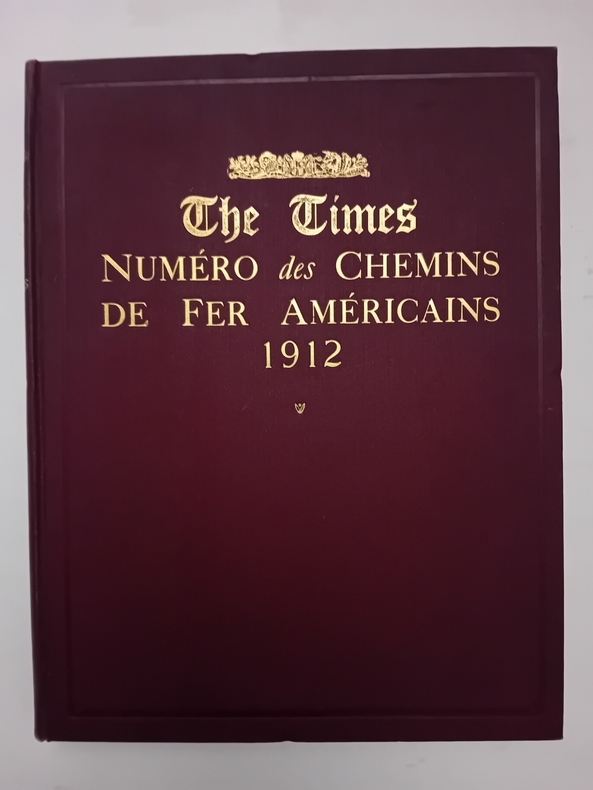 The Times
NUMÉRO des CHEMINS
DE FER AMÉRICAINS
1912